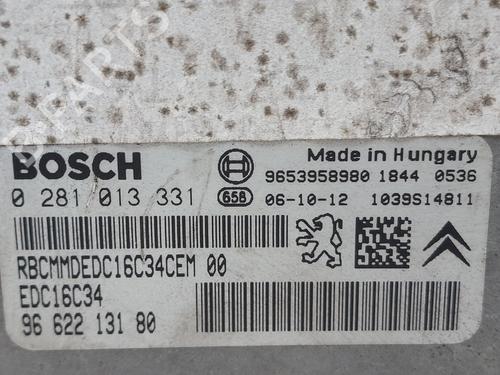 BOSCH
Made in Hungary
9653958980 1844 0536
0 281 013 331
658
06-10-12 1039S14811
RBCMMDEDC16C34CEM 00
EDC16C34
96 622 131 80